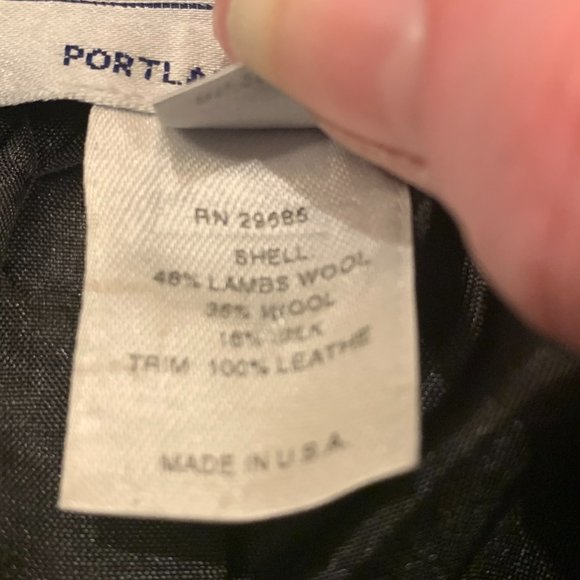 PORTLA
RN 29685
SHELL
48% LAMBS WOOL
36% WOOL
16% SILK
TRIM 100% LEATHE
MADE IN U.S.A.